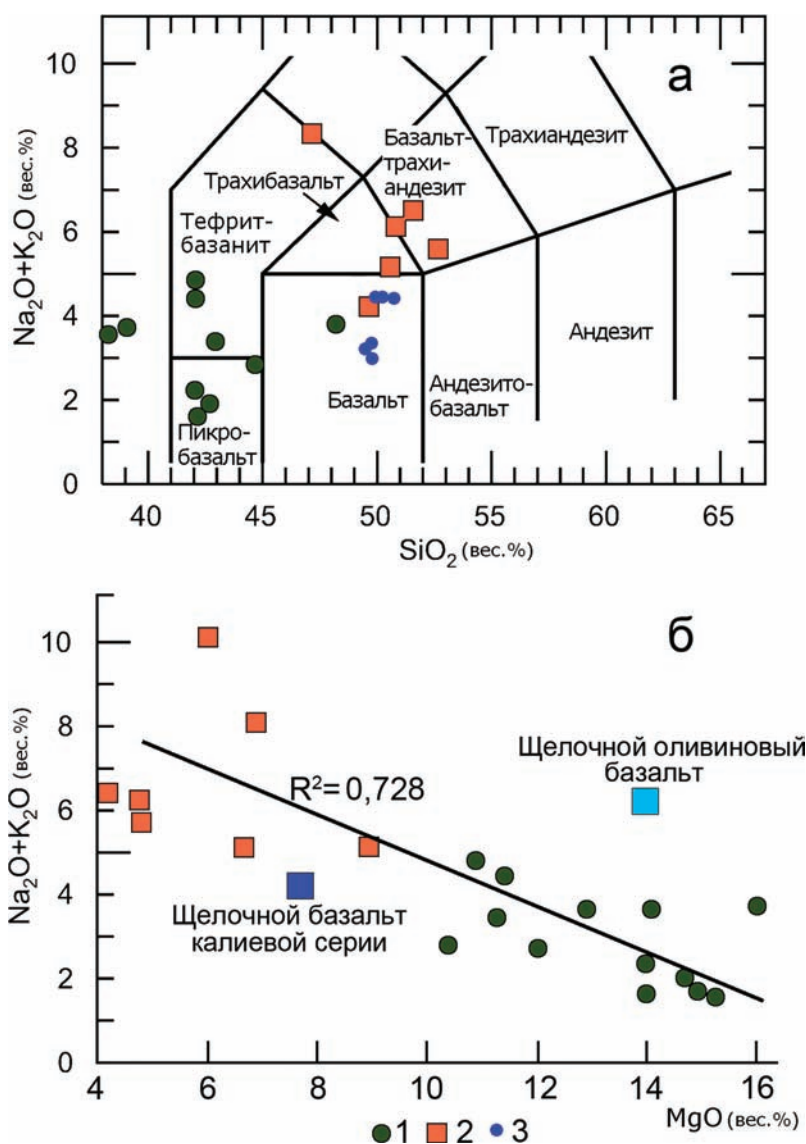 а
10
8
6
4
2
0
Na₂O+K₂O (вес.%)
Базальт-
трахи-
андезит
Трахиандезит
Трахибазальт
Тефрит-
базанит
Андезит
Базальт
Андезито-
базальт
Пикро-
базальт
40 45 50 55 60 65
SiO₂ (вес.%)
б
10
8
6
4
2
0
Na₂O+K₂O (вес.%)
Щелочной оливиновый
базальт
R²= 0,728
Щелочной базальт
калиевой серии
4 6 8 10 12 14 16
MgO (вес.%)
1 2 3